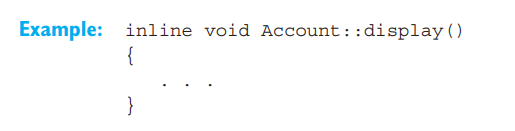 Example: inline void Account::display()
{
. . .
}